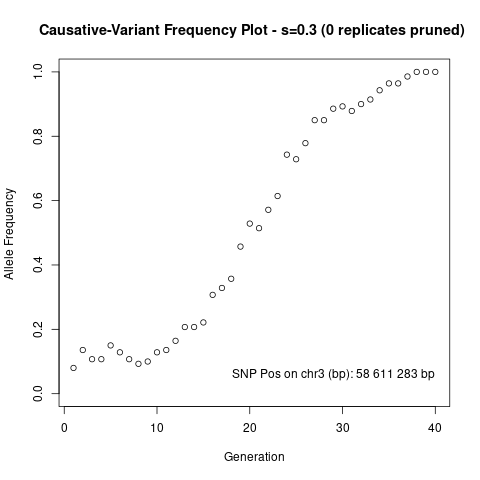 Causative-Variant Frequency Plot - s=0.3 (0 replicates pruned)
1.0
0.8
0.6
0.4
0.2
0.0
Allele Frequency
SNP Pos on chr3 (bp): 58 611 283 bp
0 10 20 30 40
Generation